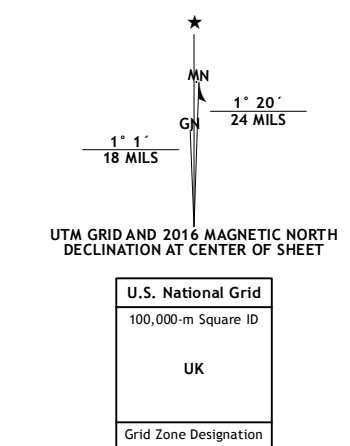 ★
MN
1° 20´
24 MILS
GN
1° 1´
18 MILS
UTM GRID AND 2016 MAGNETIC NORTH
DECLINATION AT CENTER OF SHEET
U.S. National Grid
100,000-m Square ID
UK
Grid Zone Designation